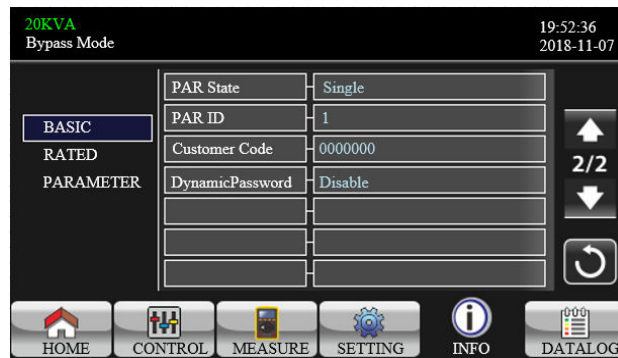 20KVA
Bypass Mode
19:52:36
2018-11-07
BASIC
RATED
PARAMETER
PAR State Single
PAR ID 1
Customer Code 0000000
DynamicPassword Disable
2/2
HOME CONTROL MEASURE SETTING INFO DATALOG